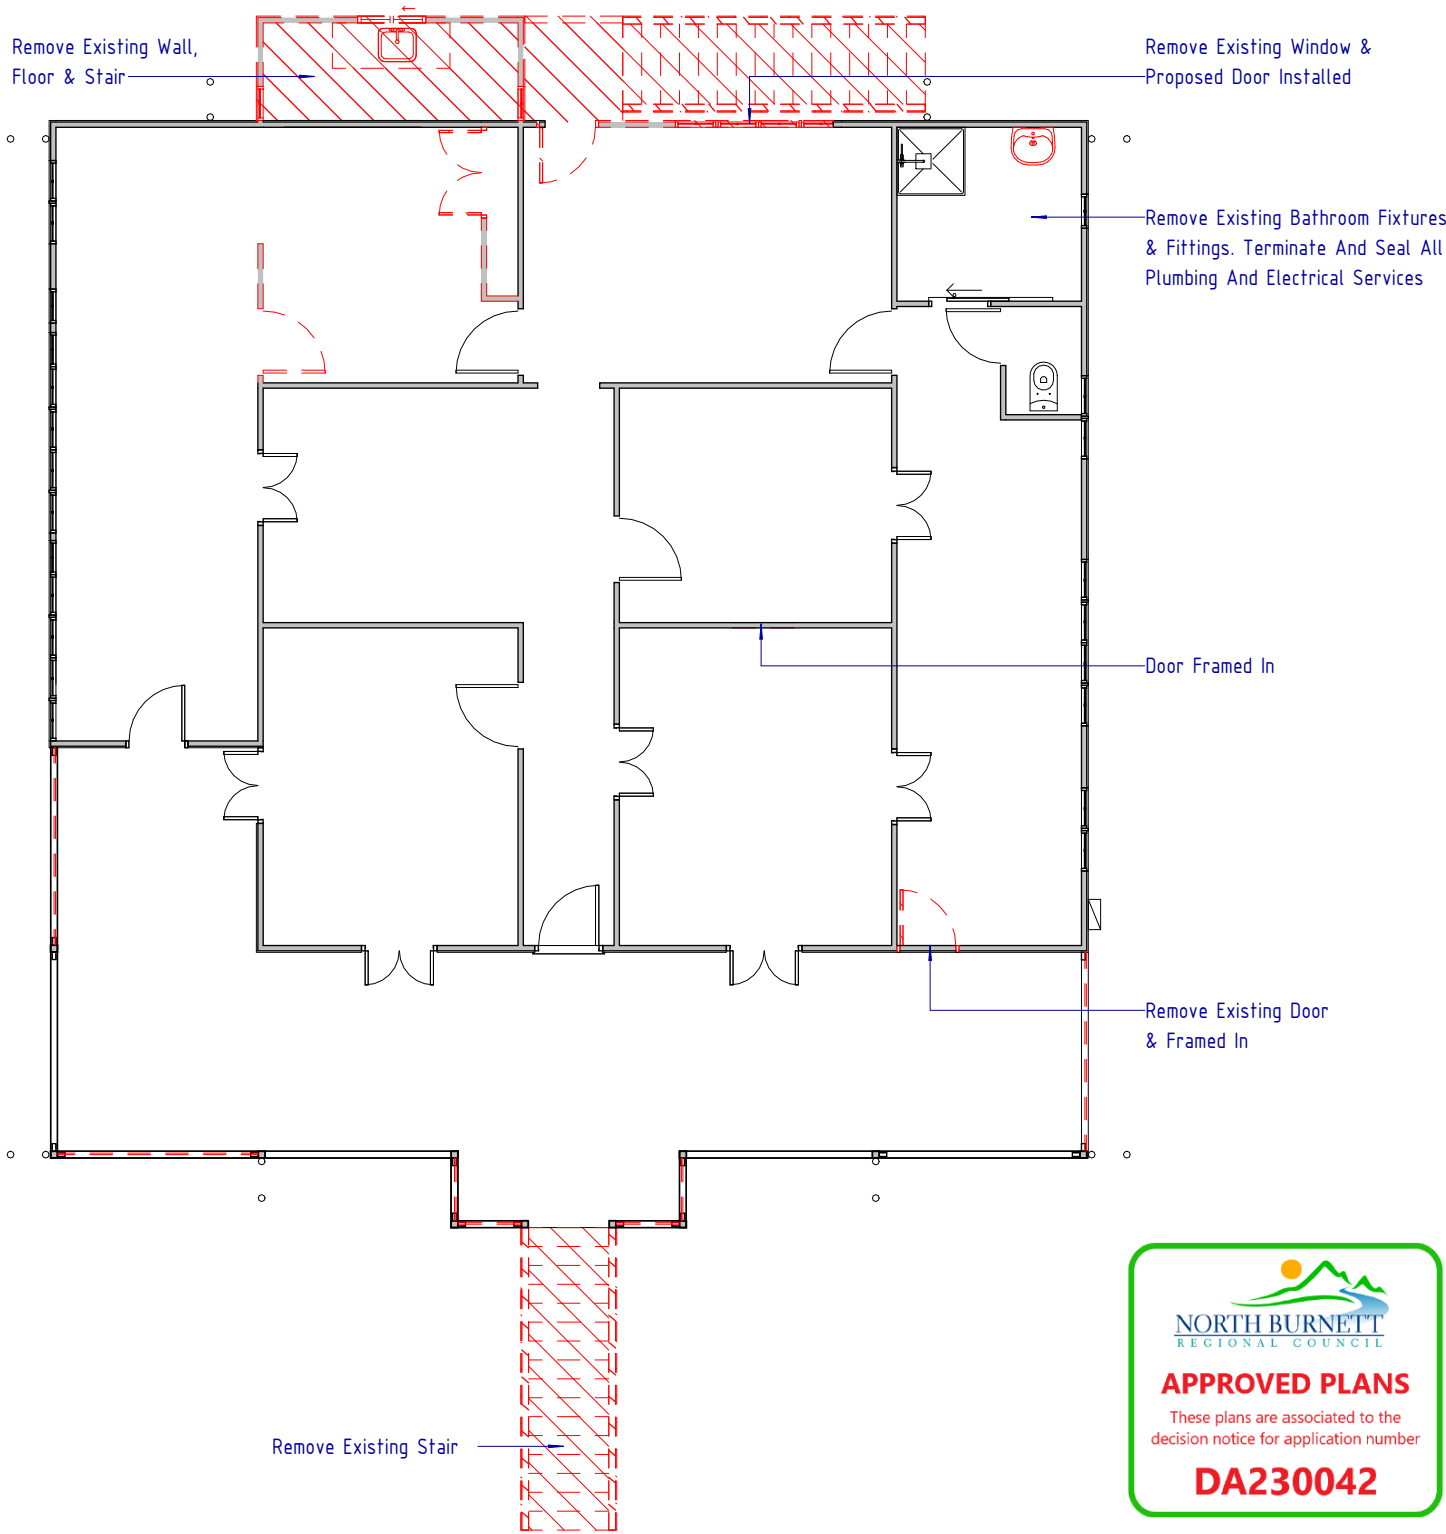 Remove Existing Wall,
Floor & Stair
Remove Existing Window &
Proposed Door Installed
Remove Existing Bathroom Fixtures
& Fittings. Terminate And Seal All
Plumbing And Electrical Services
Door Framed In
Remove Existing Door
& Framed In
Remove Existing Stair
NORTH BURNETT
REGIONAL COUNCIL
APPROVED PLANS
These plans are associated to the
decision notice for application number
DA230042